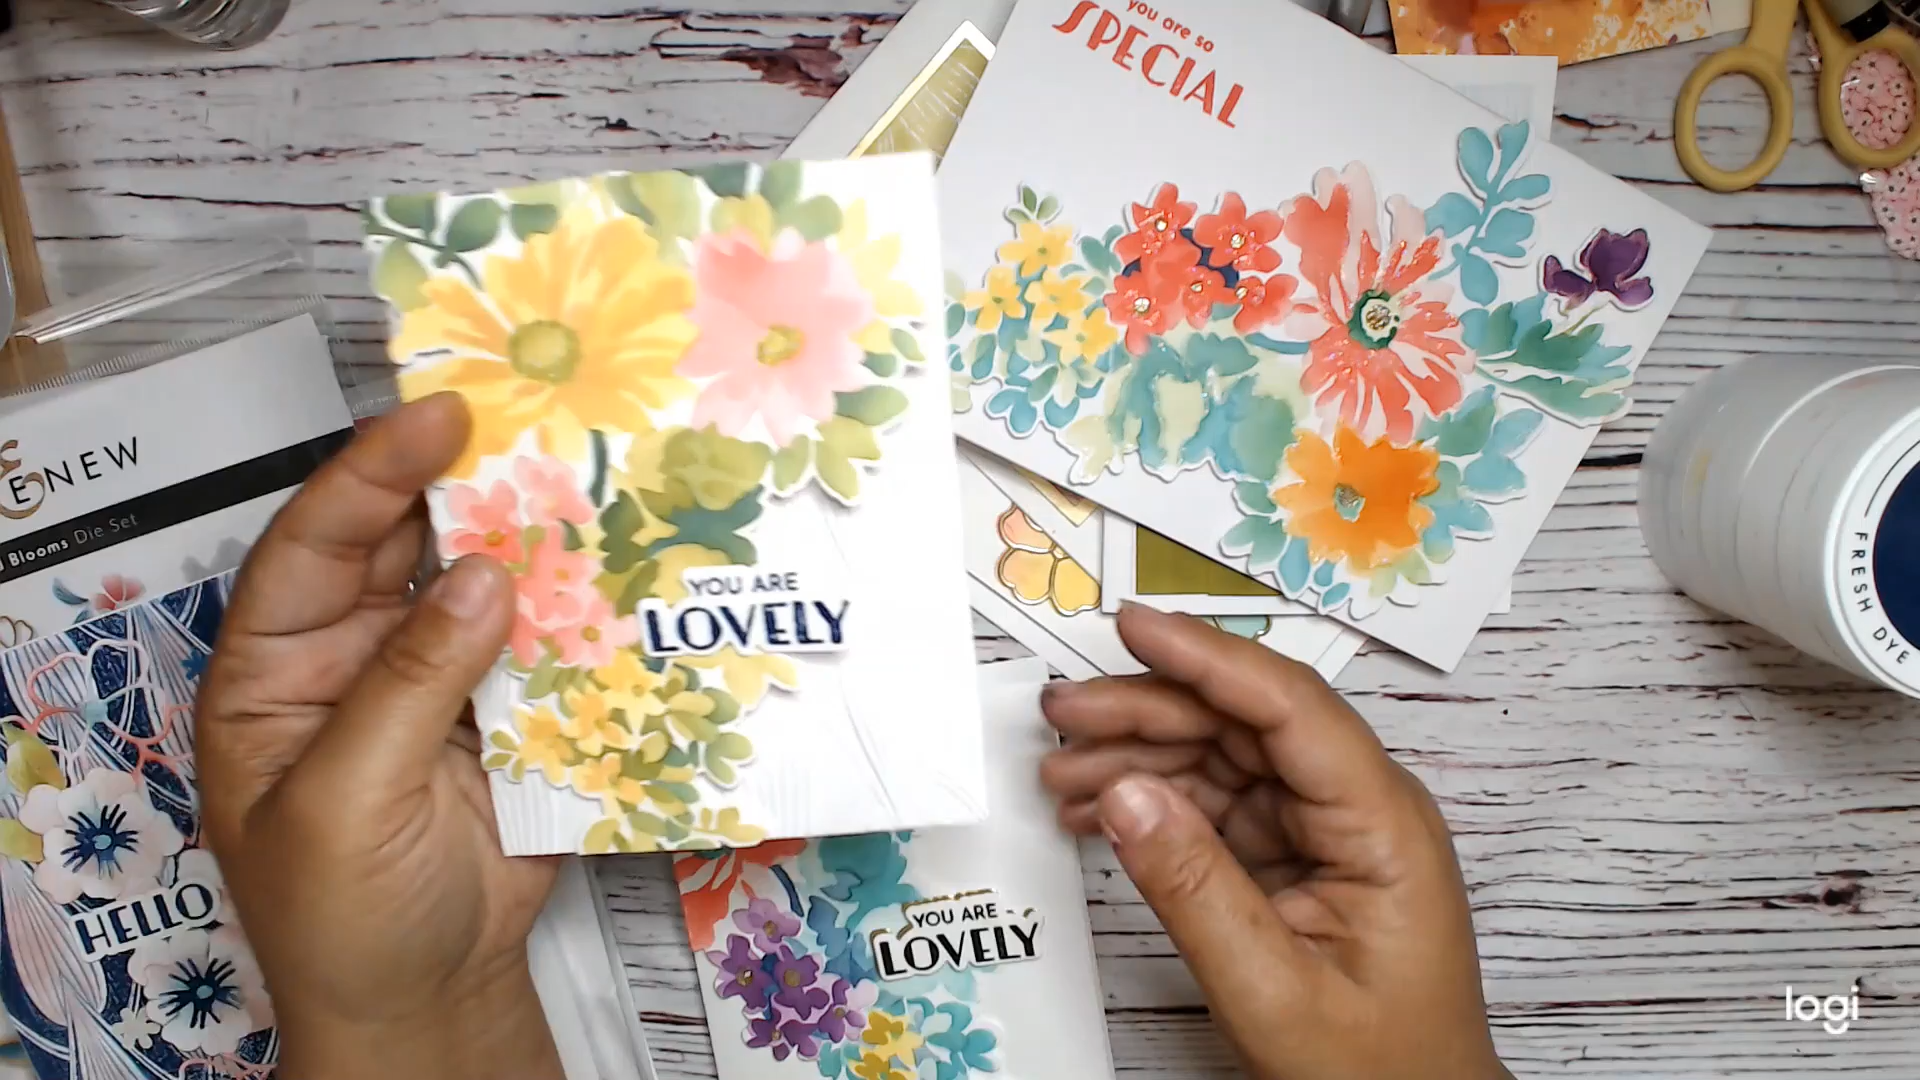 you are so
SPECIAL
ENEW
Blooms Die Set
YOU ARE
LOVELY
HELLO
YOU ARE
LOVELY
FRESH DYE
logi